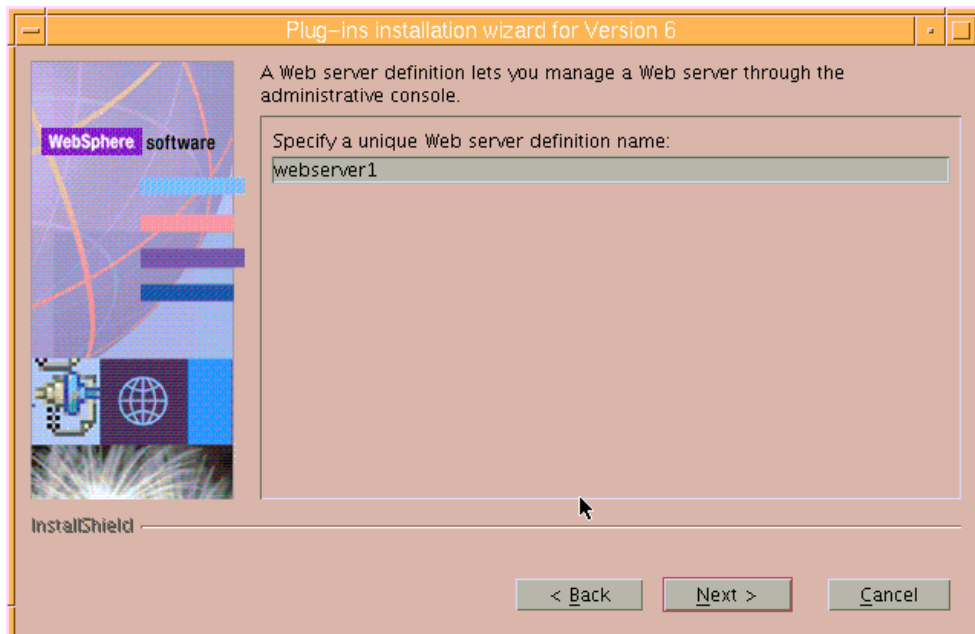 Plug-ins installation wizard for Version 6
WebSphere software
A Web server definition lets you manage a Web server through the
administrative console.
Specify a unique Web server definition name:
webserver1
InstallShield
< Back
Next >
Cancel